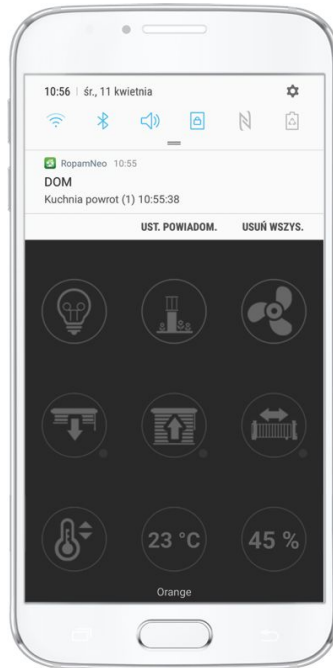 10:56 | śr., 11 kwietnia
RopamNeo 10:55
DOM
Kuchnia powrot (1) 10:55:38
UST. POWIADOM. USUŃ WSZYS.
23 °C 45 %
Orange